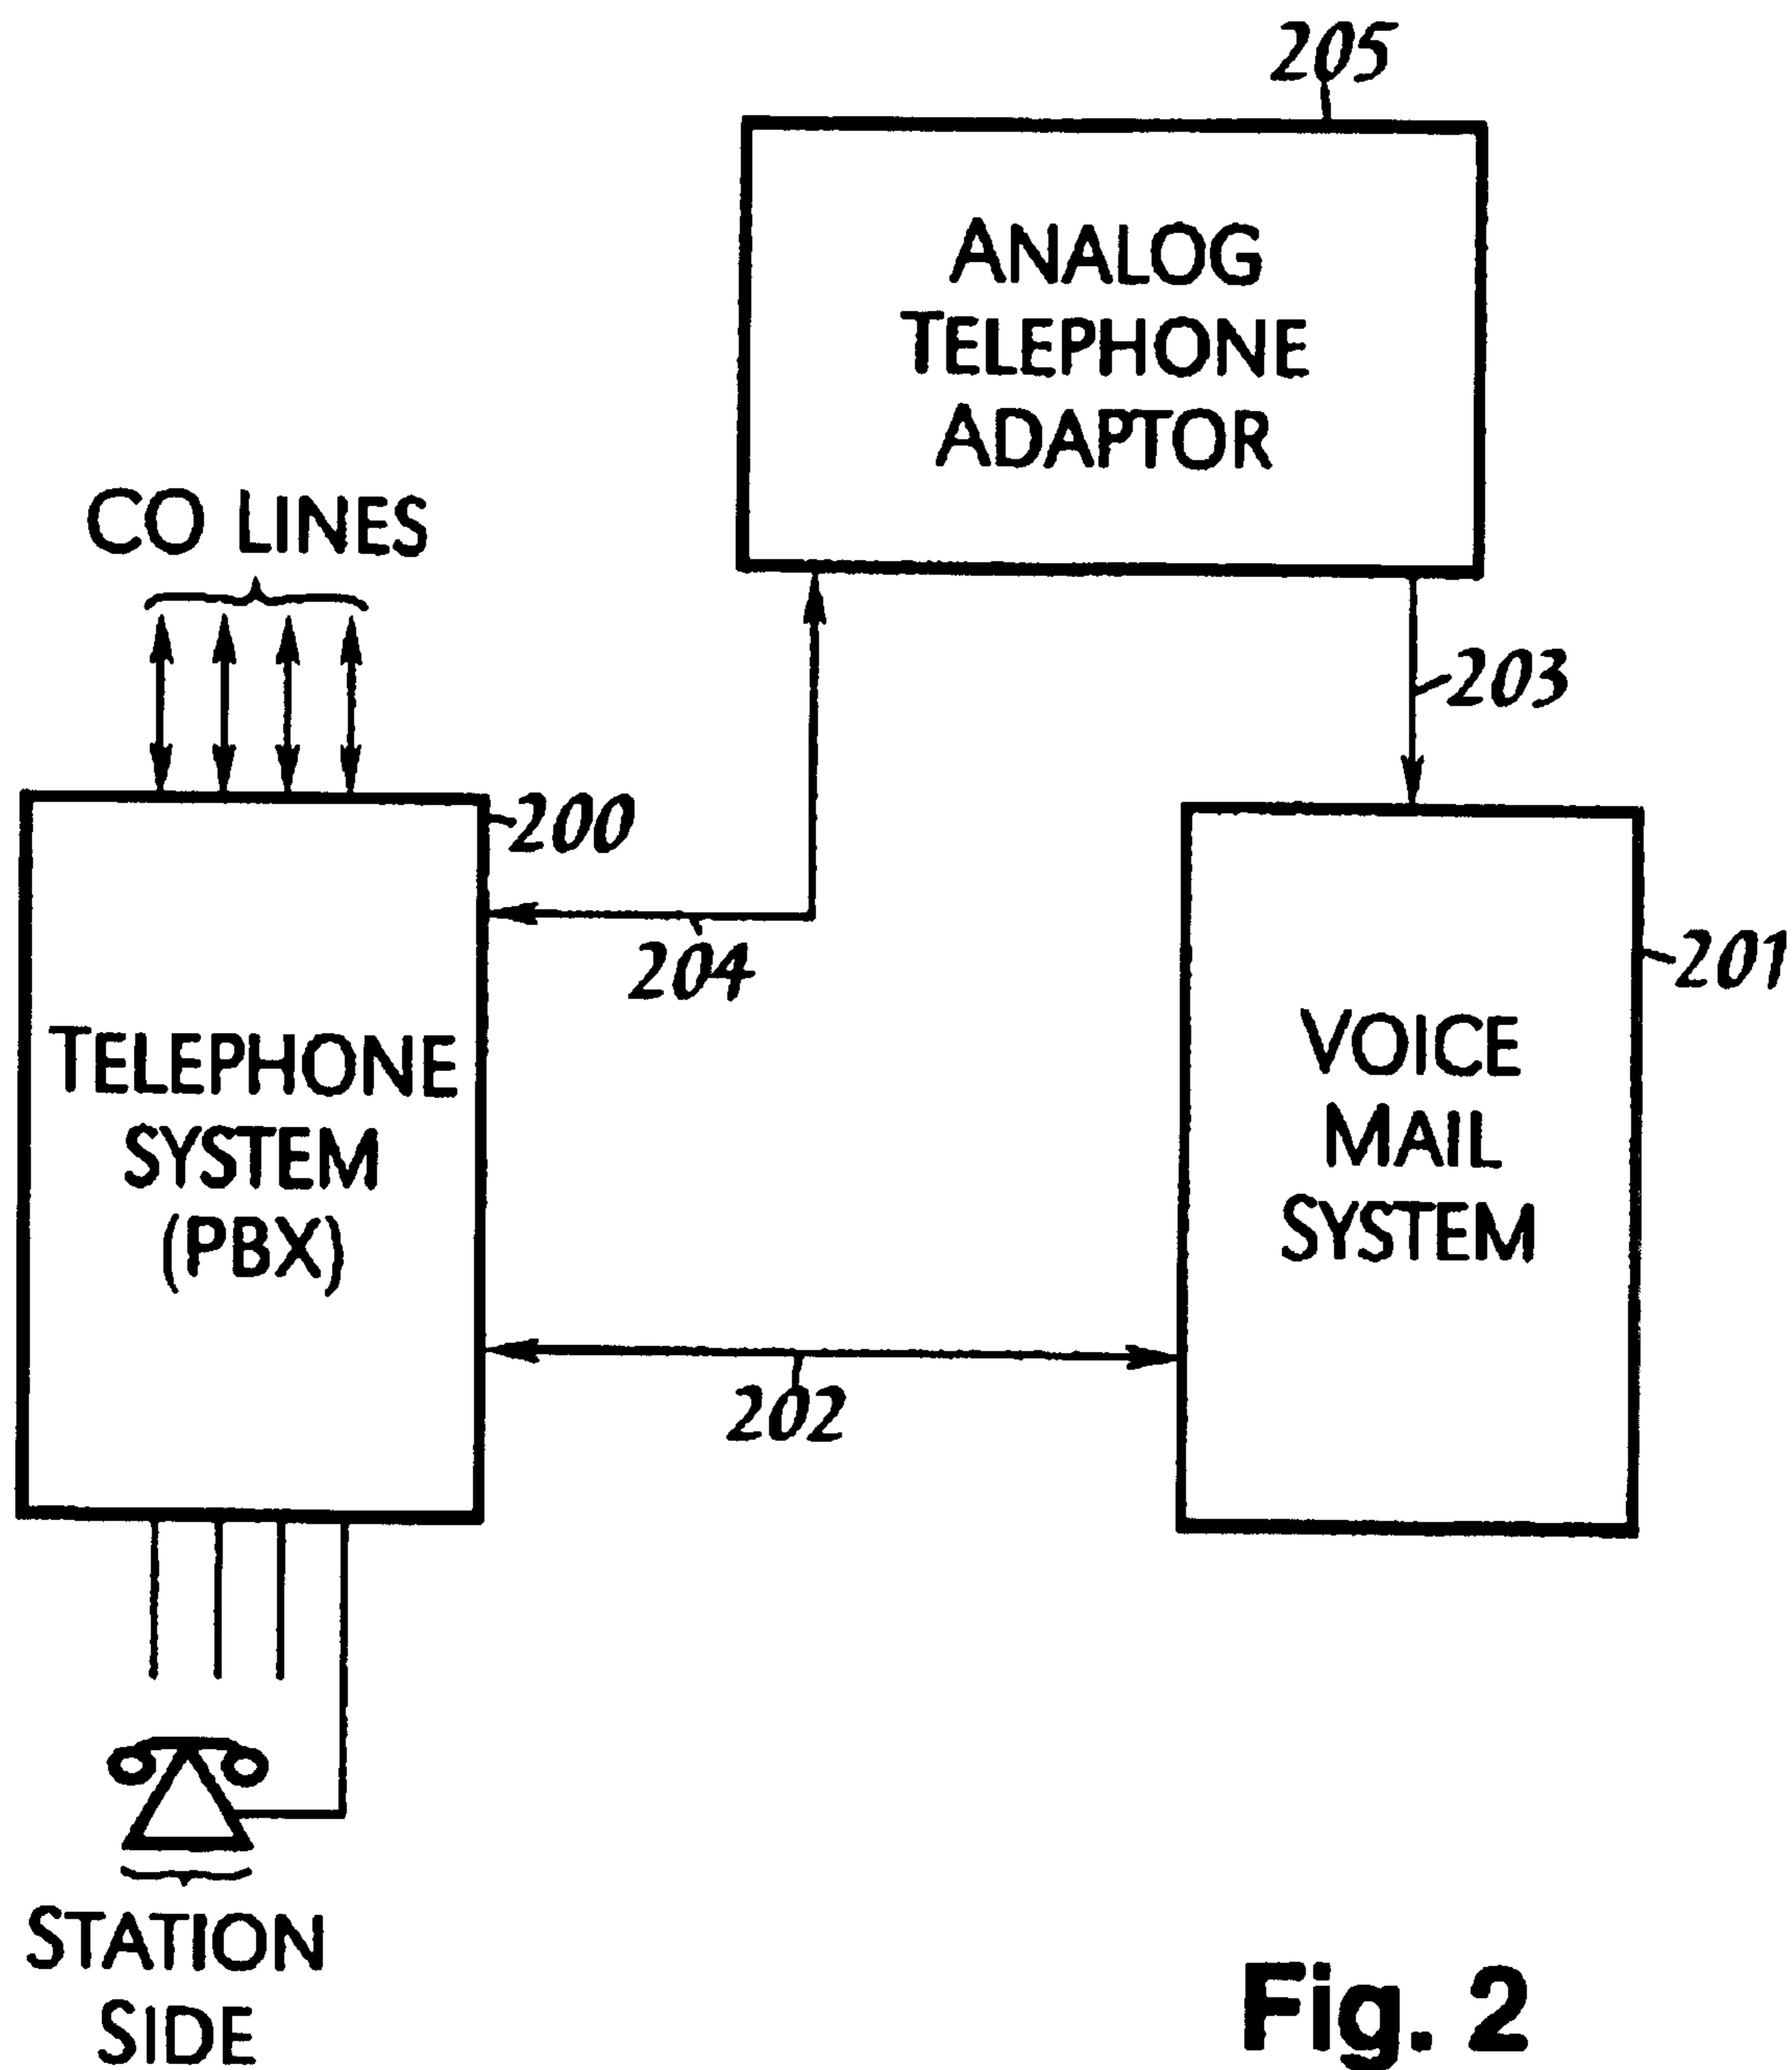 205
ANALOG
TELEPHONE
ADAPTOR
CO LINES
203
200
204
201
TELEPHONE
SYSTEM
(PBX)
VOICE
MAIL
SYSTEM
202
STATION
SIDE
Fig. 2